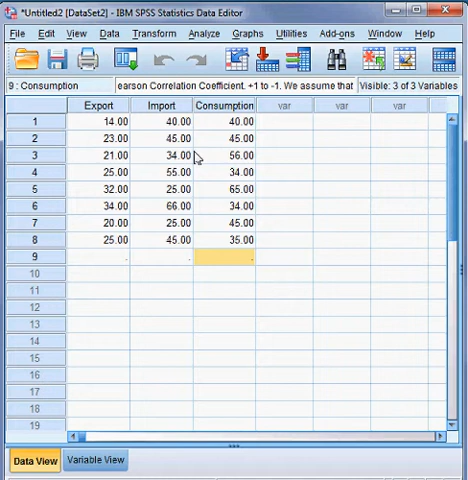 *Untitled2 [DataSet2] - IBM SPSS Statistics Data Editor
File Edit View Data Transform Analyze Graphs Utilities Add-ons Window Help
9 : Consumption earson Correlation Coefficient. +1 to -1. We assume that Visible: 3 of 3 Variables
Export Import Consumption var var var
1 14.00 40.00 40.00
2 23.00 45.00 45.00
3 21.00 34.00 56.00
4 25.00 55.00 34.00
5 32.00 25.00 65.00
6 34.00 66.00 34.00
7 20.00 25.00 45.00
8 25.00 45.00 35.00
9 . . .
10
11
12
13
14
15
16
17
18
19
Data View Variable View